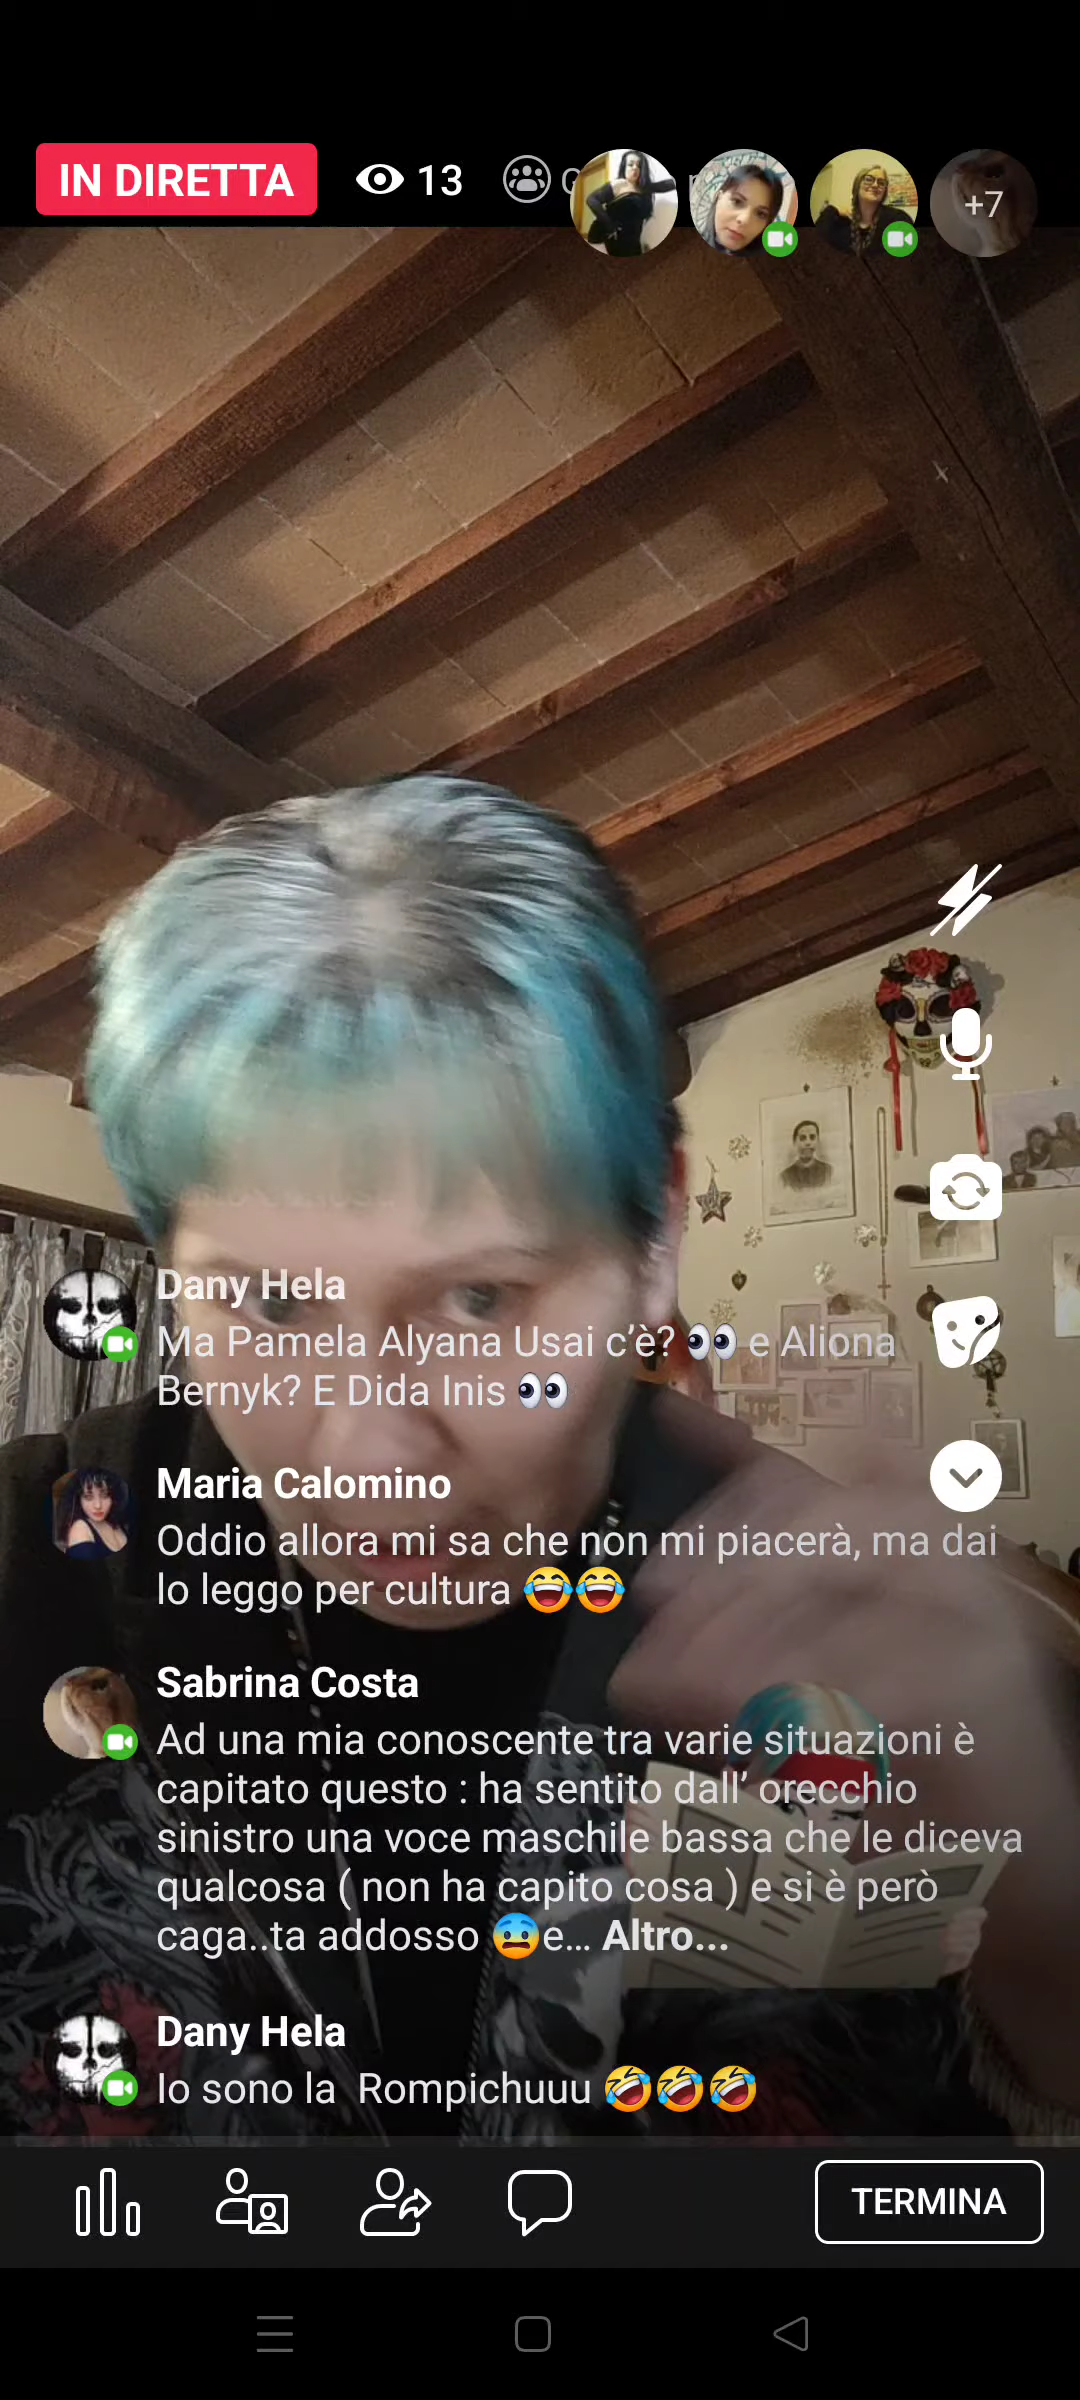 IN DIRETTA
13
+7
Dany Hela
Ma Pamela Alyana Usai c'è? 👀 e Aliona
Bernyk? E Dida Inis 👀
Maria Calomino
Oddio allora mi sa che non mi piacerà, ma dai
lo leggo per cultura 😂😂
Sabrina Costa
Ad una mia conoscente tra varie situazioni è
capitato questo : ha sentito dall' orecchio
sinistro una voce maschile bassa che le diceva
qualcosa ( non ha capito cosa ) e si è però
caga..ta addosso 😨e... Altro...
Dany Hela
Io sono la Rompichuuu 🤣🤣🤣
TERMINA